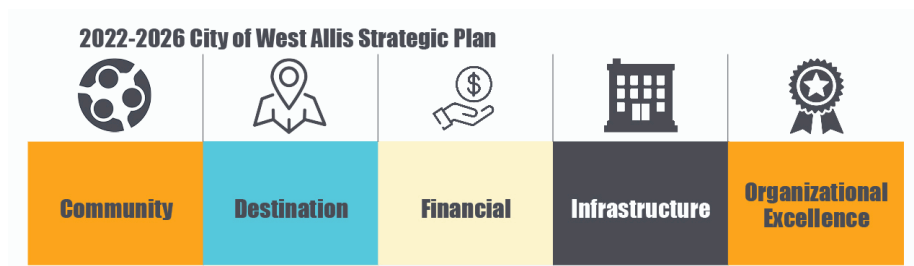 2022-2026 City of West Allis Strategic Plan
Community
Destination
Financial
Infrastructure
Organizational
Excellence